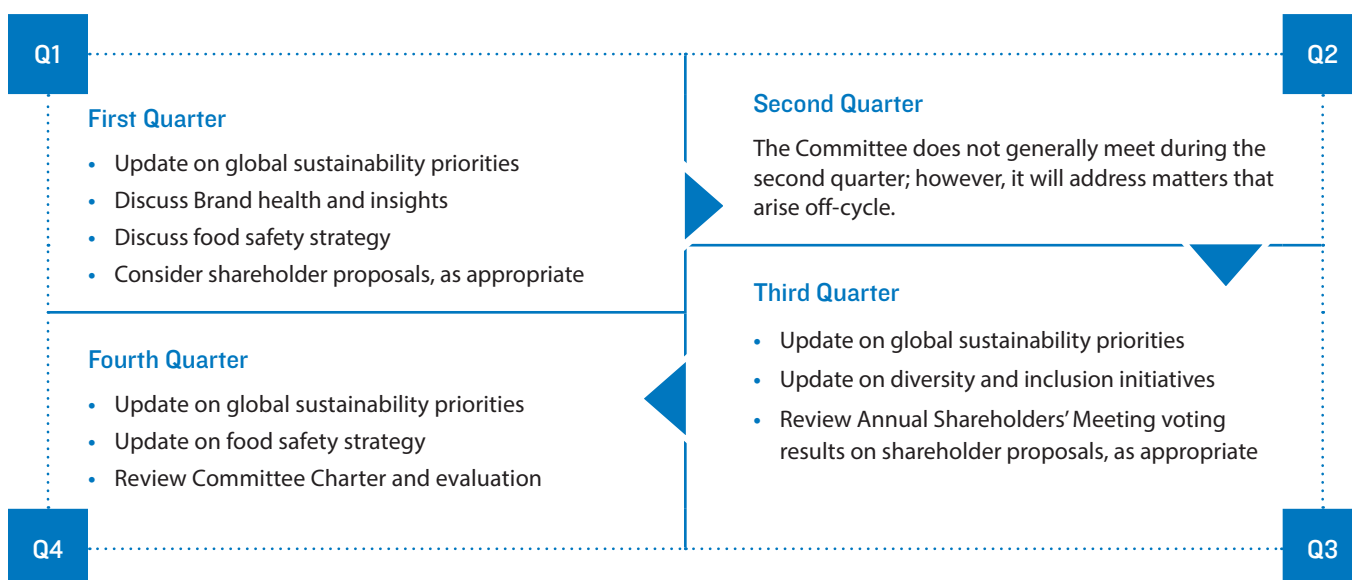 Q1
First Quarter
• Update on global sustainability priorities
• Discuss Brand health and insights
• Discuss food safety strategy
• Consider shareholder proposals, as appropriate
Q2
Second Quarter
The Committee does not generally meet during the
second quarter; however, it will address matters that
arise off-cycle.
Third Quarter
• Update on global sustainability priorities
• Update on diversity and inclusion initiatives
• Review Annual Shareholders’ Meeting voting
results on shareholder proposals, as appropriate
Q3
Fourth Quarter
• Update on global sustainability priorities
• Update on food safety strategy
• Review Committee Charter and evaluation
Q4